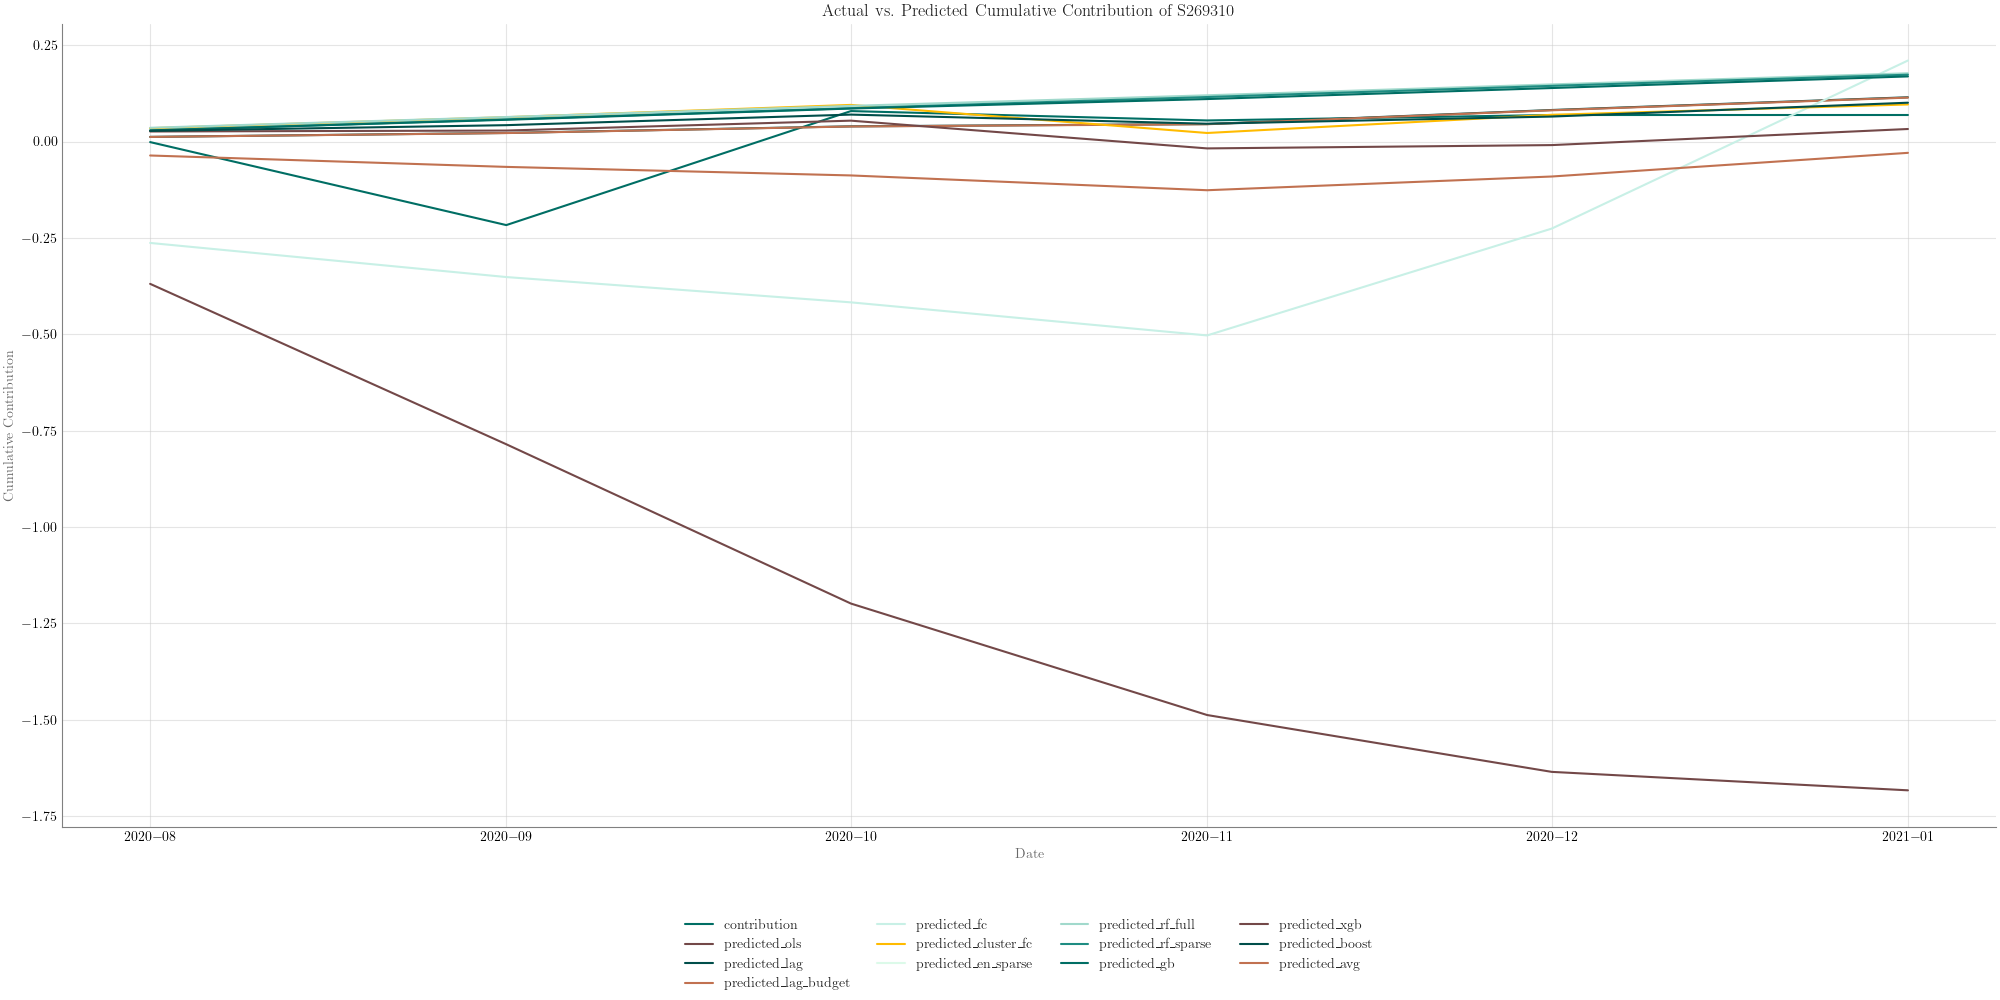 Actual vs. Predicted Cumulative Contribution of S269310
0.25
0.00
−0.25
−0.50
−0.75
−1.00
−1.25
−1.50
−1.75
Cumulative Contribution
2020−08 2020−09 2020−10 2020−11 2020−12 2021−01
Date
contribution predicted_fc predicted_rf_full predicted_xgb
predicted_ols predicted_cluster_fc predicted_rf_sparse predicted_boost
predicted_lag predicted_en_sparse predicted_gb predicted_avg
predicted_lag_budget